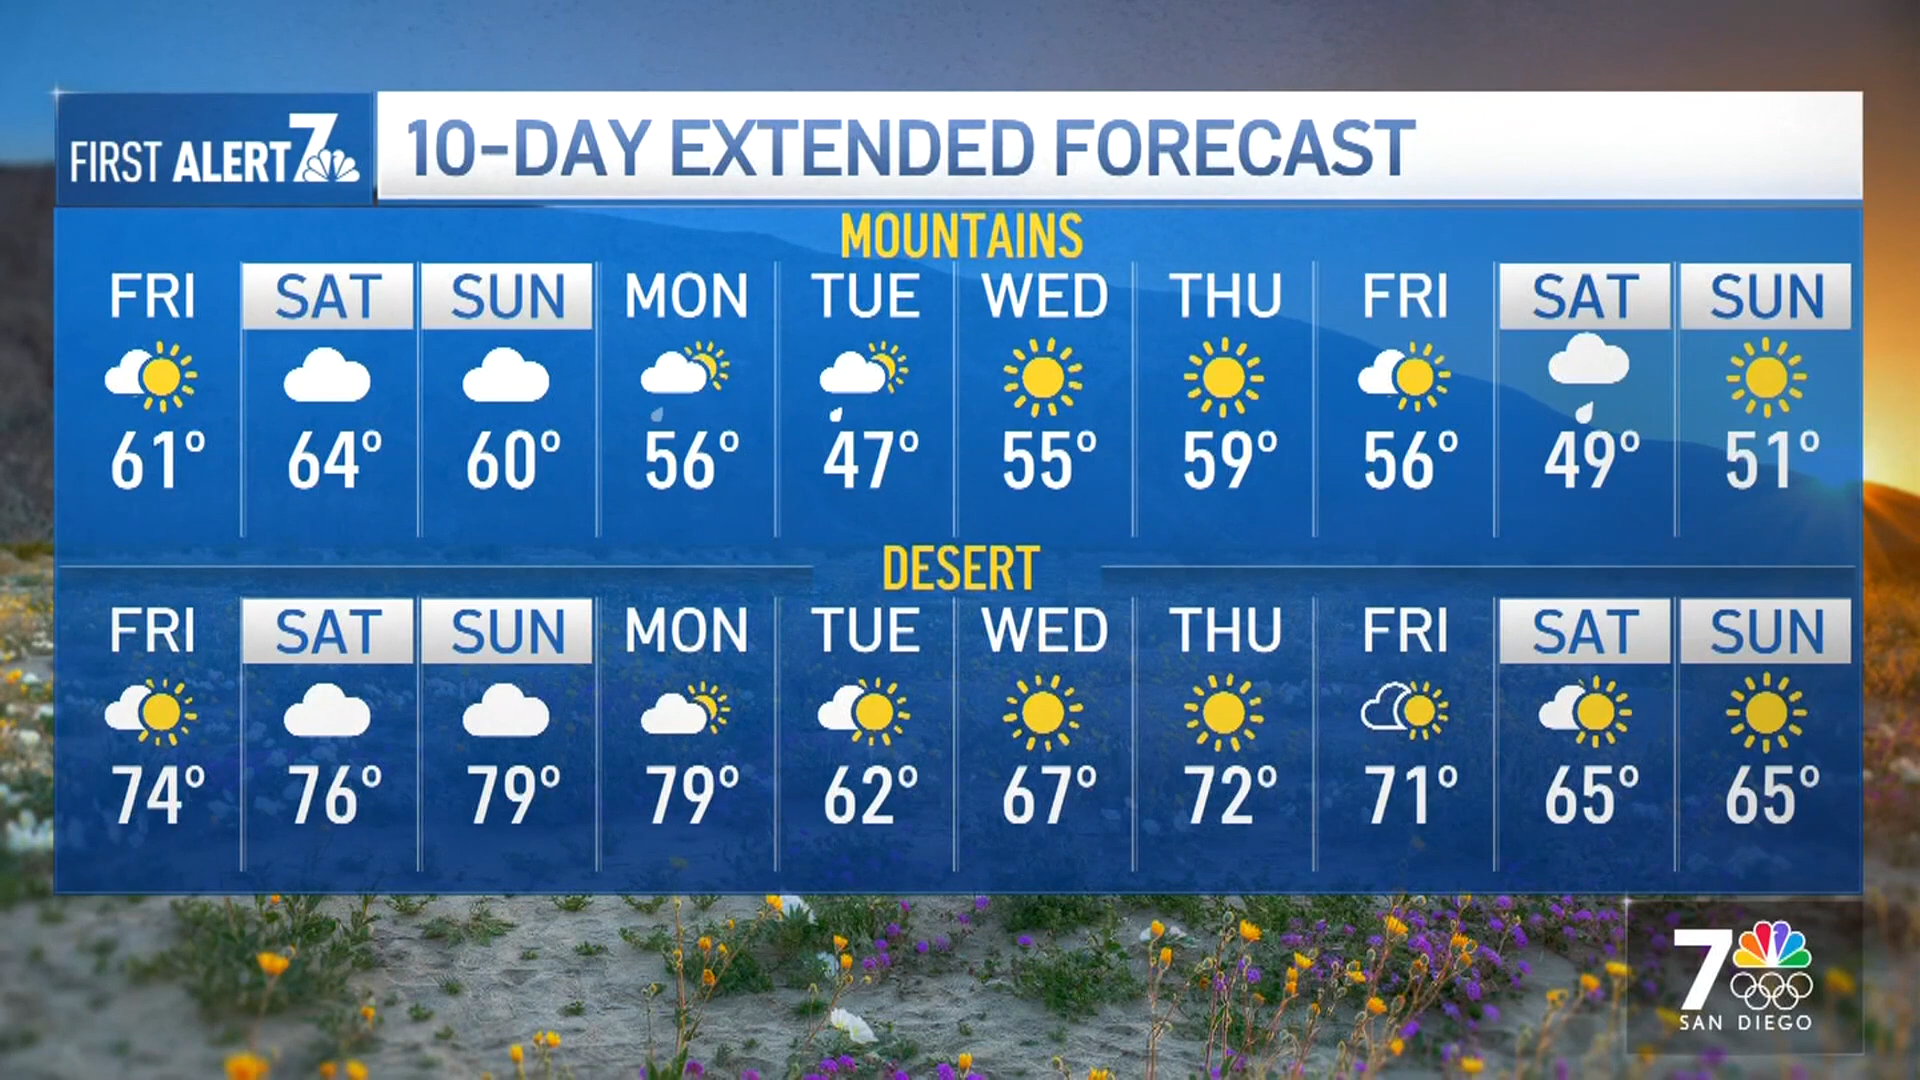 FIRST ALERT 7
10-DAY EXTENDED FORECAST
MOUNTAINS
FRI SAT SUN MON TUE WED THU FRI SAT SUN
61° 64° 60° 56° 47° 55° 59° 56° 49° 51°
DESERT
FRI SAT SUN MON TUE WED THU FRI SAT SUN
74° 76° 79° 79° 62° 67° 72° 71° 65° 65°
7
SAN DIEGO